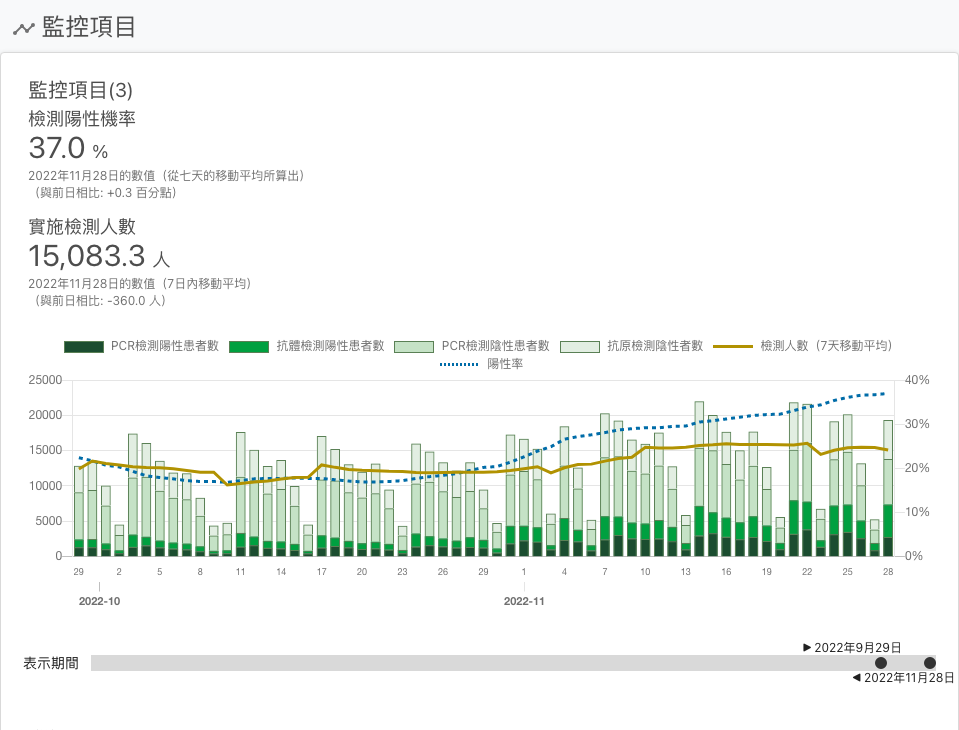 監控項目
監控項目(3)
檢測陽性機率
37.0 %
2022年11月28日的數值（從七天的移動平均所算出）
（與前日相比: +0.3 百分點）
實施檢測人數
15,083.3 人
2022年11月28日的數值（7日內移動平均）
（與前日相比: -360.0 人）
PCR檢測陽性患者數 抗體檢測陽性患者數 PCR檢測陰性患者數 抗原檢測陰性者數 檢測人數（7天移動平均）
陽性率
25000 40%
20000 30%
15000
10000 20%
5000 10%
0 0%
29 2 5 8 11 14 17 20 23 26 29 1 4 7 10 13 16 19 22 25 28
2022-10 2022-11
▶ 2022年9月29日
表示期間
◀ 2022年11月28日